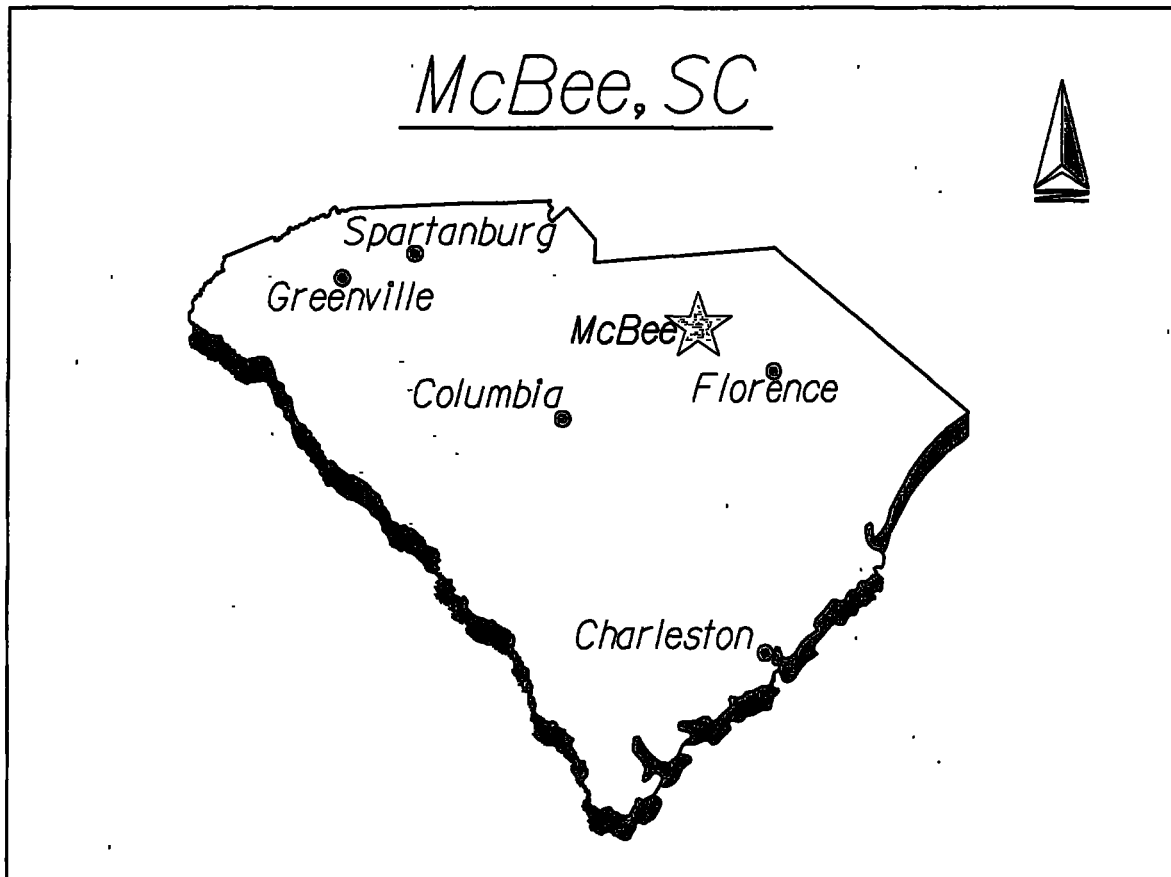 McBee, SC
Spartanburg
Greenville
McBee
Florence
Columbia
Charleston